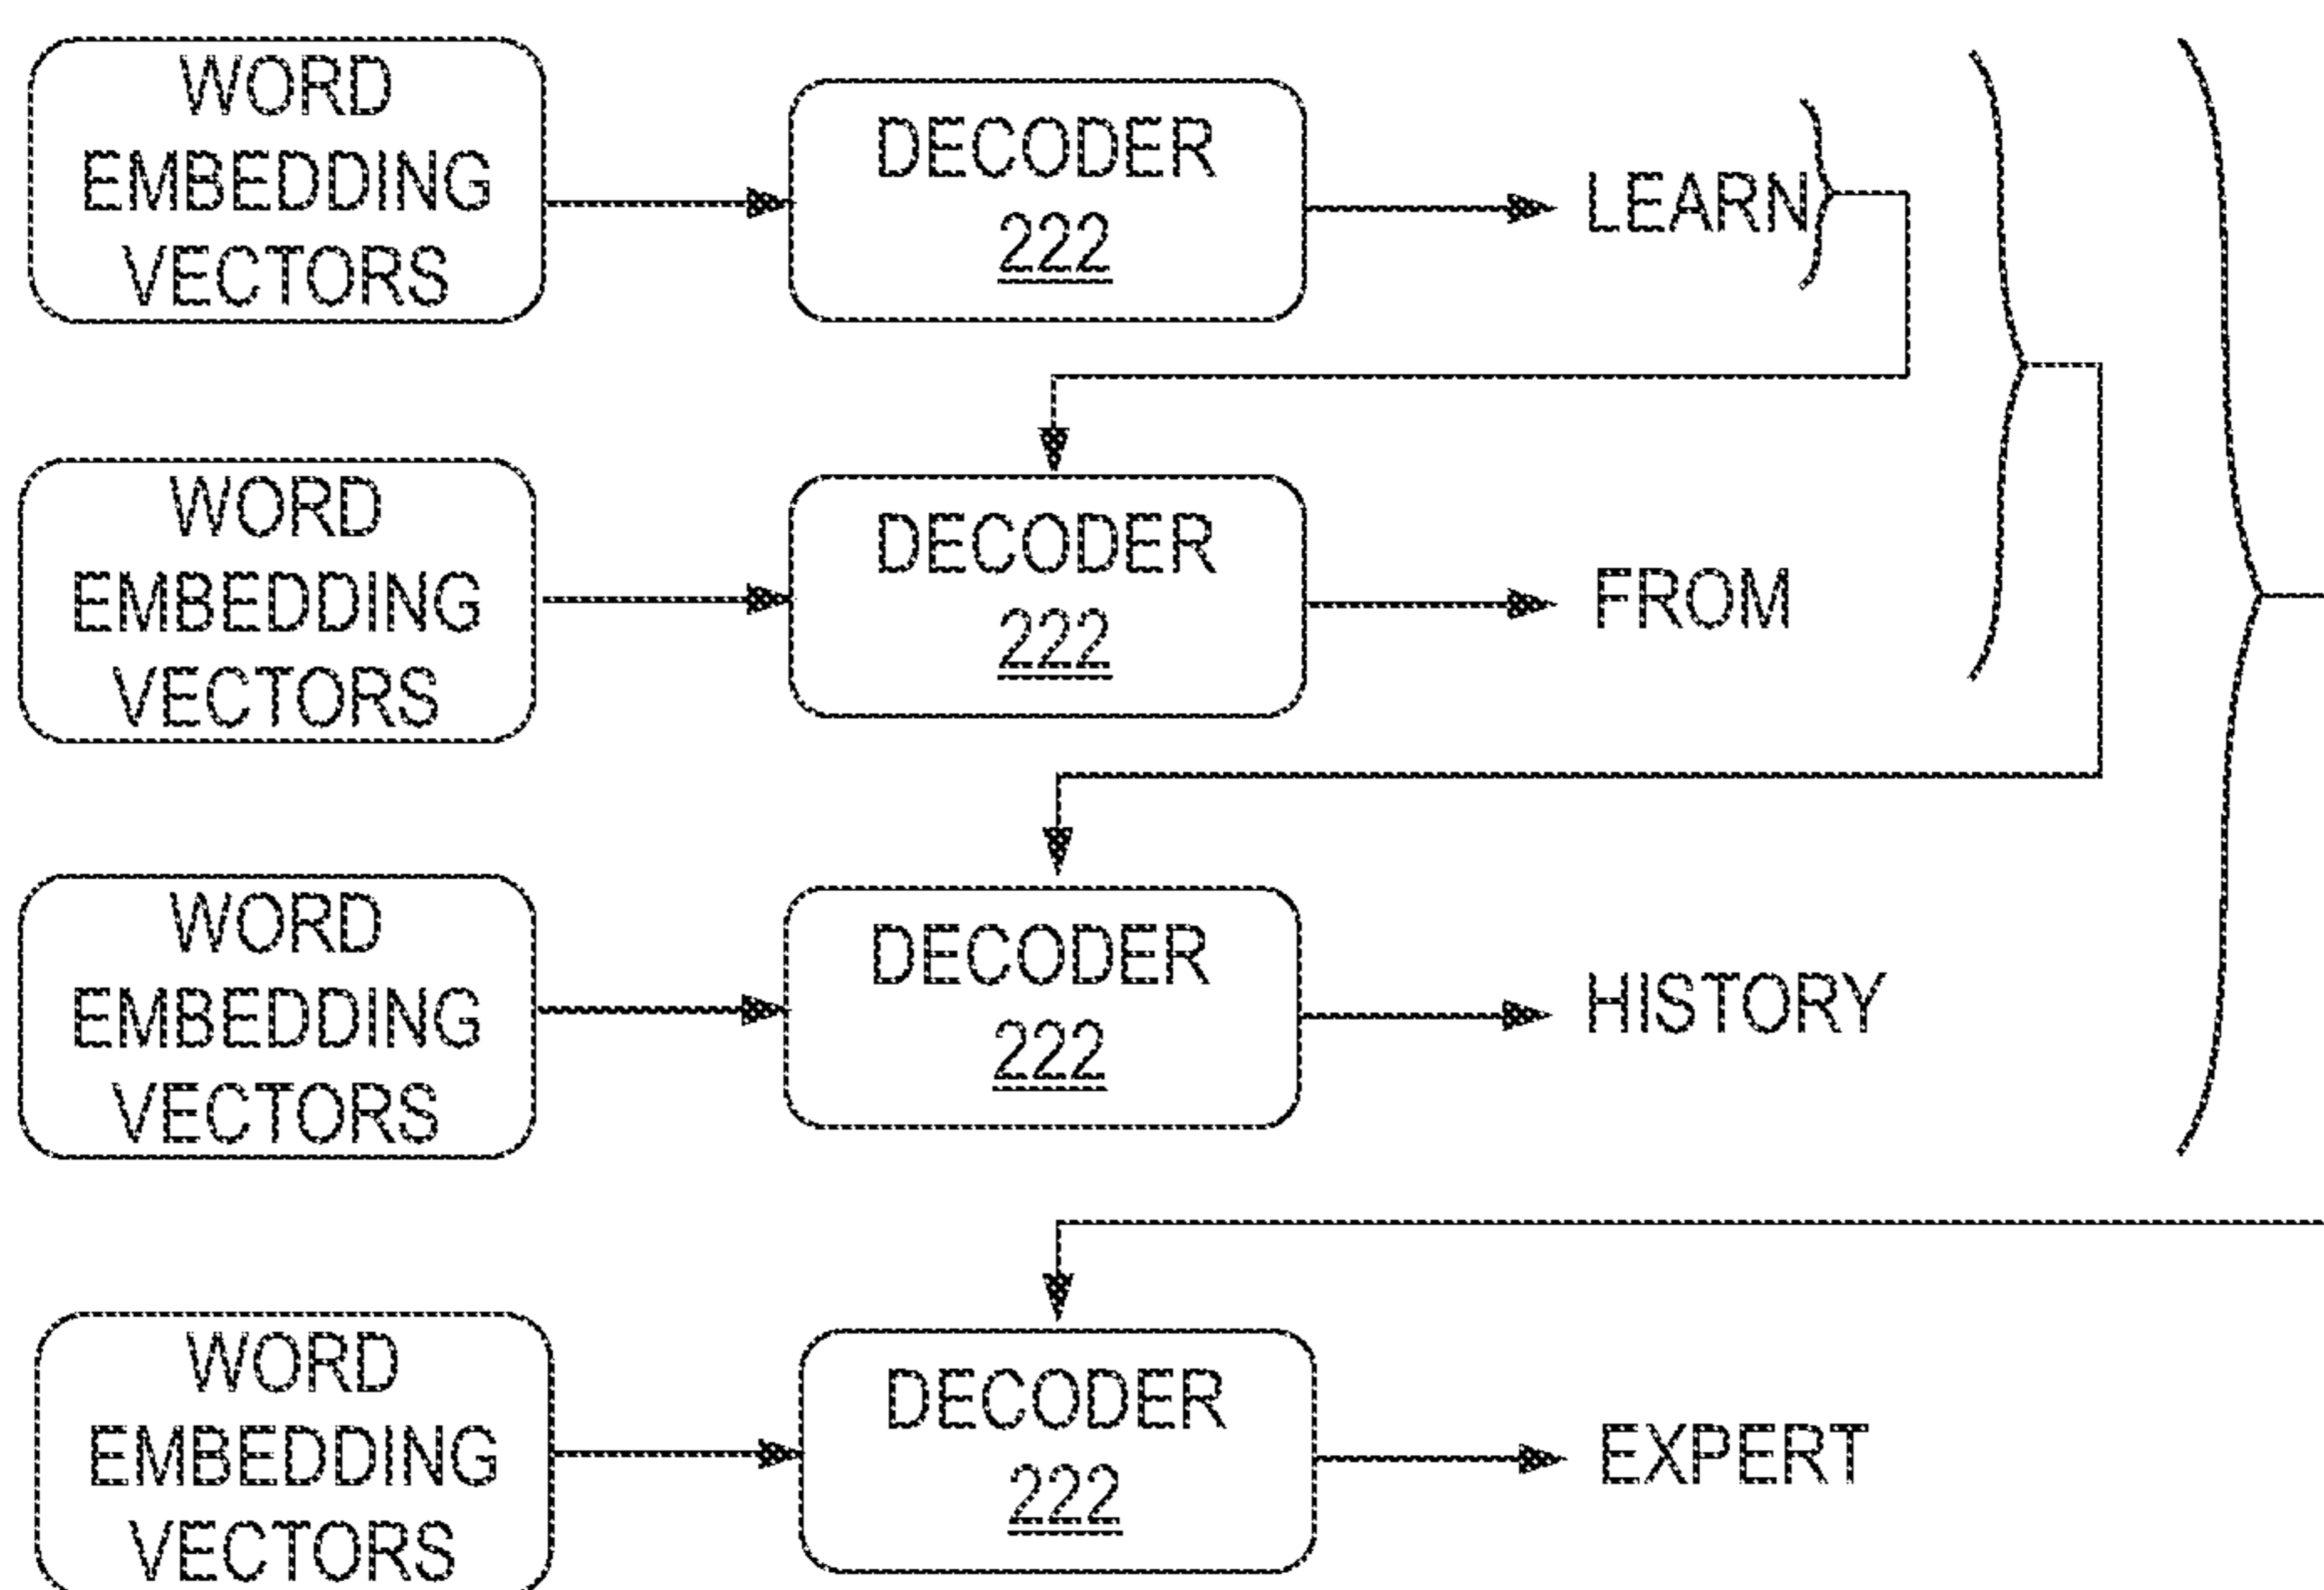 WORD
EMBEDDING
VECTORS
DECODER
222
LEARN
WORD
EMBEDDING
VECTORS
DECODER
222
FROM
WORD
EMBEDDING
VECTORS
DECODER
222
HISTORY
WORD
EMBEDDING
VECTORS
DECODER
222
EXPERT